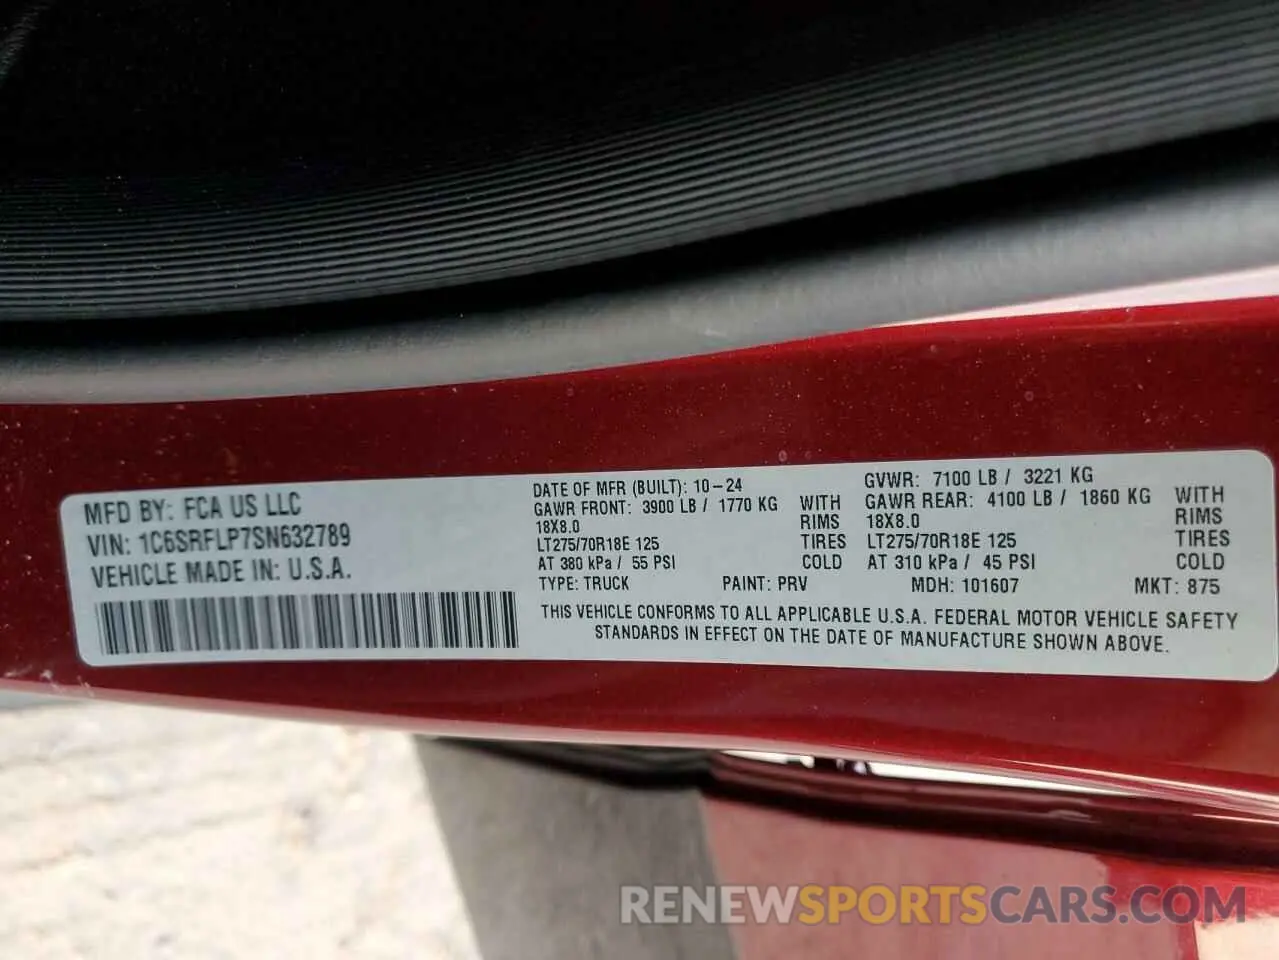 MFD BY: FCA US LLC
VIN: 1C6SRFLP7SN632789
VEHICLE MADE IN: U.S.A.
DATE OF MFR (BUILT): 10-24
GAWR FRONT: 3900 LB / 1770 KG WITH
18X8.0 RIMS
LT275/70R18E 125 TIRES
AT 380 kPa / 55 PSI COLD
GVWR: 7100 LB / 3221 KG
GAWR REAR: 4100 LB / 1860 KG WITH
18X8.0 RIMS
LT275/70R18E 125 TIRES
AT 310 kPa / 45 PSI COLD
TYPE: TRUCK PAINT: PRV MDH: 101607 MKT: 875
THIS VEHICLE CONFORMS TO ALL APPLICABLE U.S.A. FEDERAL MOTOR VEHICLE SAFETY
STANDARDS IN EFFECT ON THE DATE OF MANUFACTURE SHOWN ABOVE.
RENEWSPORTSCARS.COM